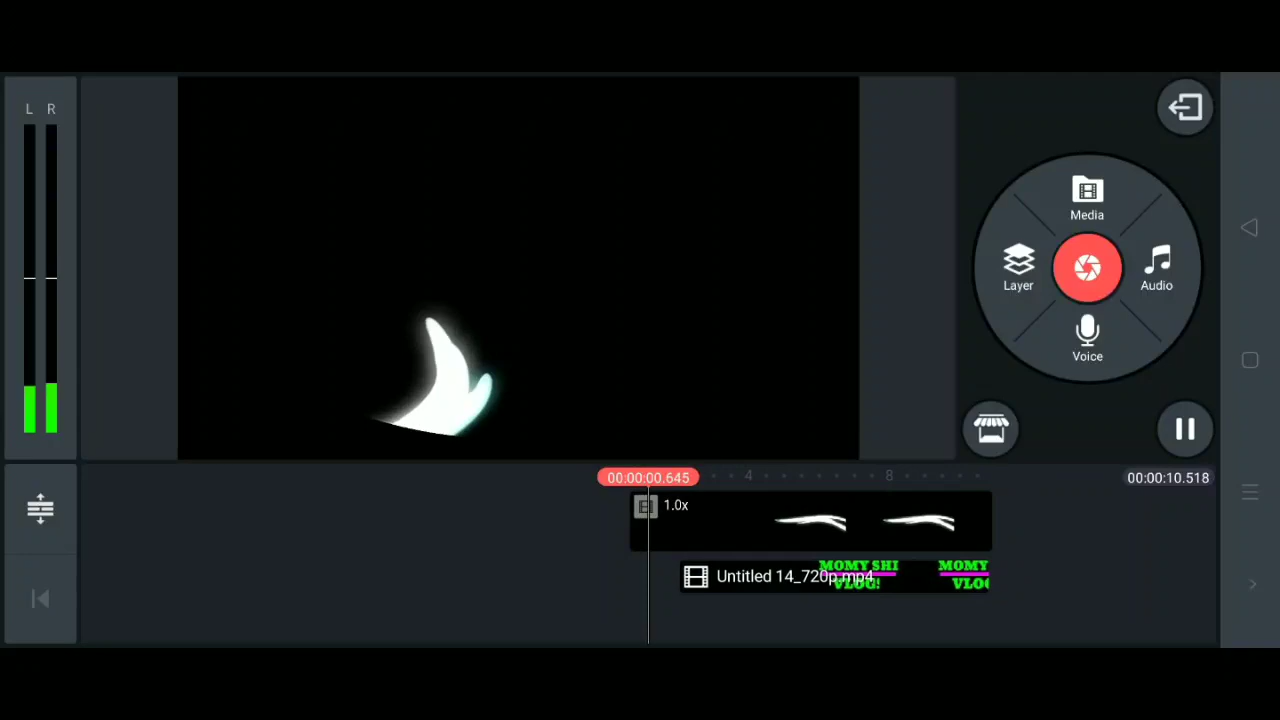 L R
Media
Layer
Audio
Voice
00:00:00.645
4
8
00:00:10.518
1.0x
Untitled 14_720p.mp4
MOMY SHI
VLOG!
MOMY
VLO